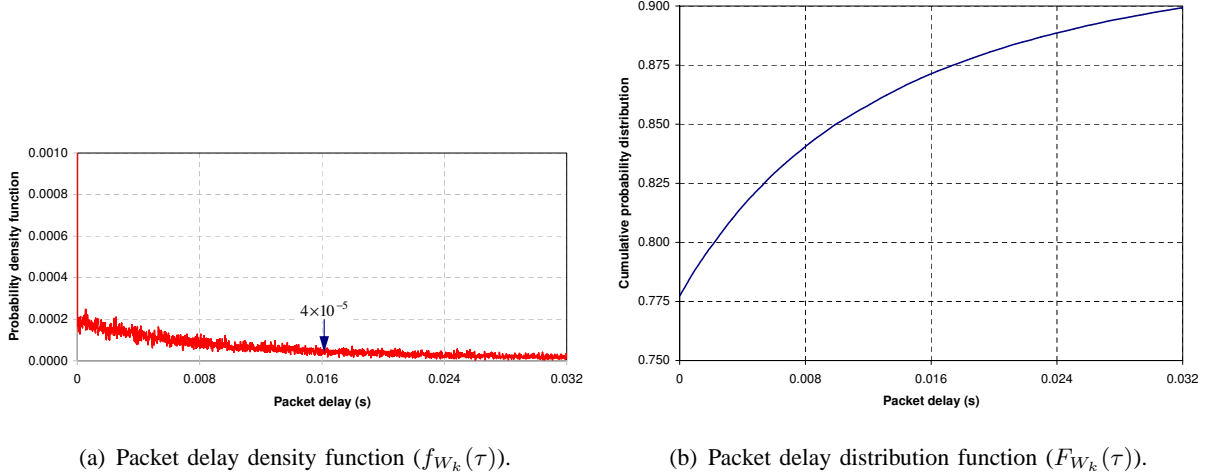 0.0010
0.0008
0.0006
0.0004
0.0002
0.0000
Probability density function
4×10⁻⁵
0 0.008 0.016 0.024 0.032
Packet delay (s)
(a) Packet delay density function ($f_{W_k}(\tau)$).
0.900
0.875
0.850
0.825
0.800
0.775
0.750
Cumulative probability distribution
0 0.008 0.016 0.024 0.032
Packet delay (s)
(b) Packet delay distribution function ($F_{W_k}(\tau)$).